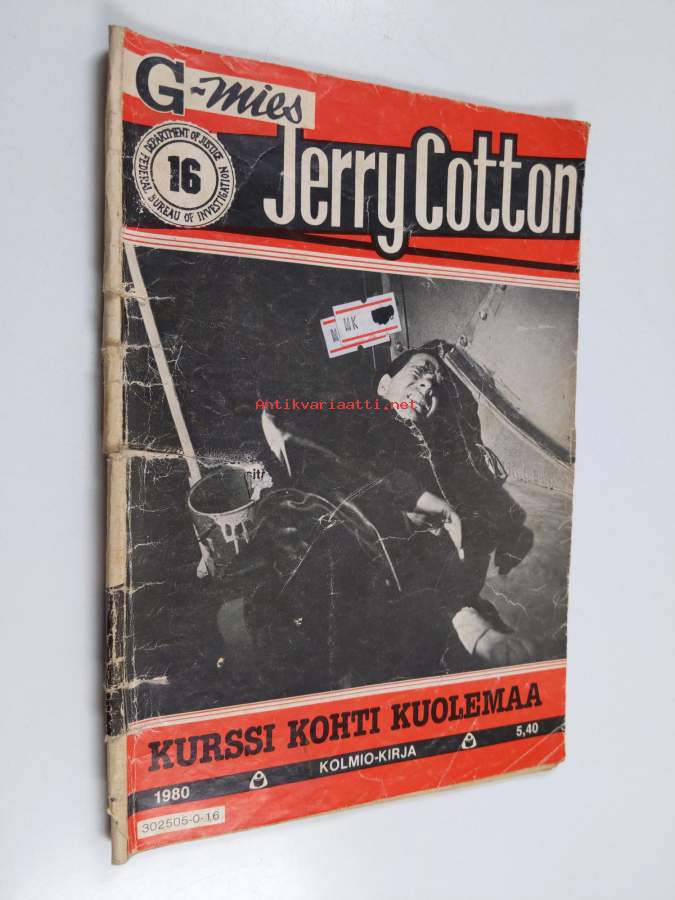 G-mies
DEPARTMENT OF JUSTICE
16
FEDERAL BUREAU OF INVESTIGATION
Jerry Cotton
M
MK
Antikvariaatti.net
KURSSI KOHTI KUOLEMAA
1980
KOLMIO-KIRJA
5,40
302505-0-16